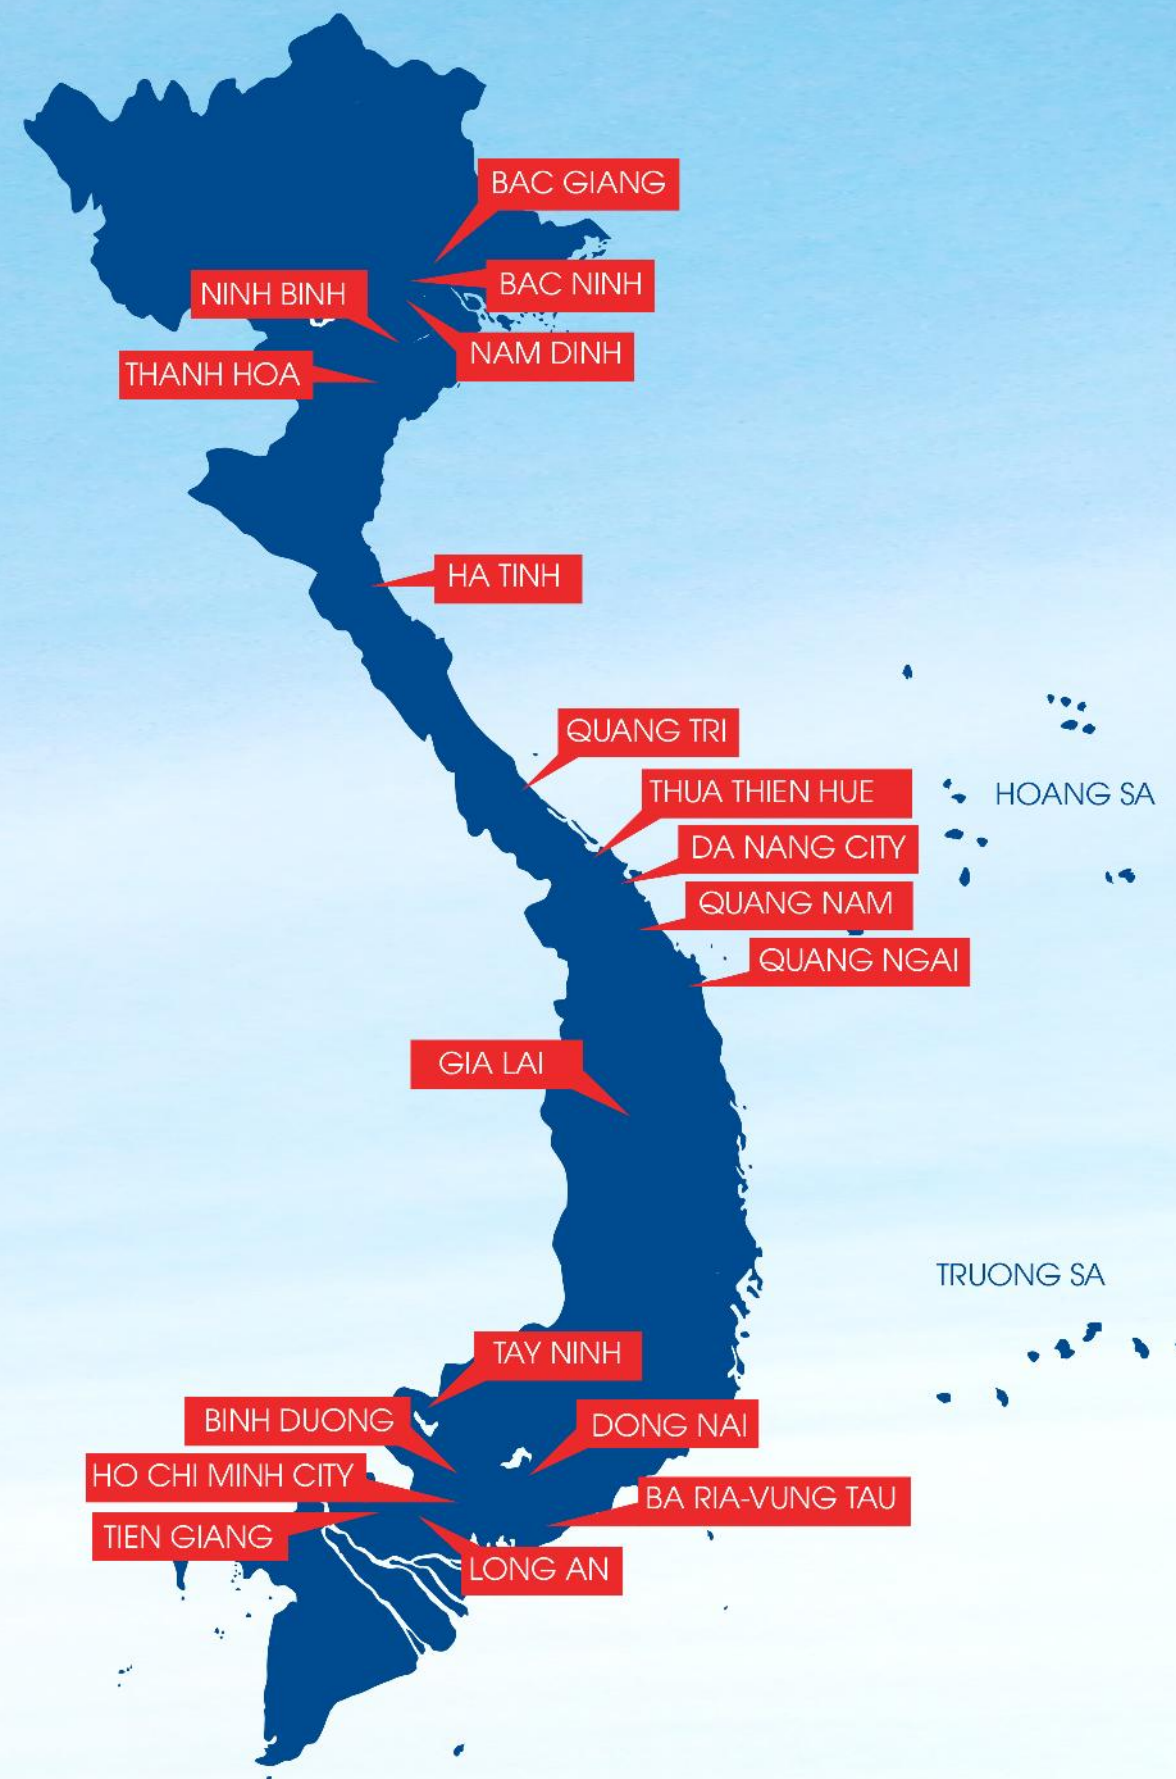 BAC GIANG
BAC NINH
NINH BINH
NAM DINH
THANH HOA
HA TINH
QUANG TRI
THUA THIEN HUE
HOANG SA
DA NANG CITY
QUANG NAM
QUANG NGAI
GIA LAI
TRUONG SA
TAY NINH
BINH DUONG
DONG NAI
HO CHI MINH CITY
BA RIA-VUNG TAU
TIEN GIANG
LONG AN